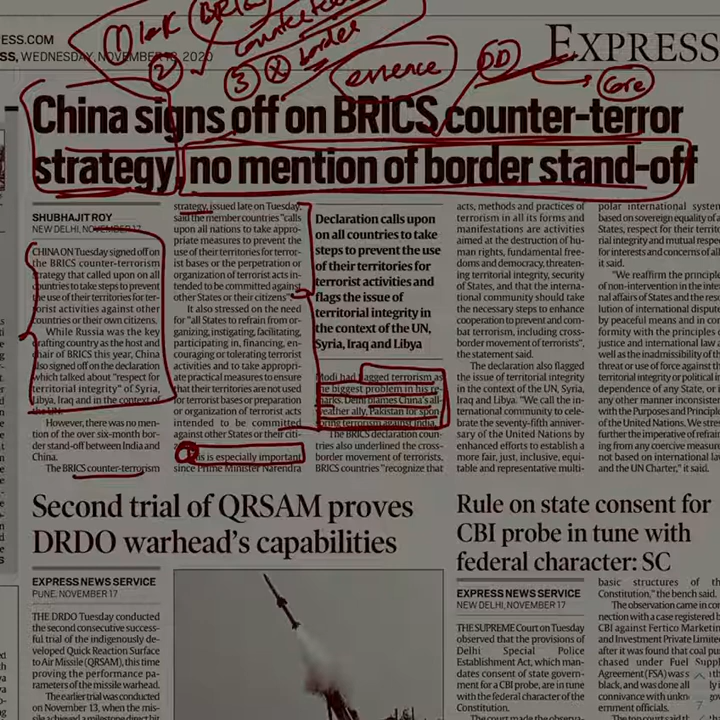 ESS.COM
SS, WEDNESDAY, NOVEMBER 18, 2020
EXPRESS
BRICS
①
②
③ ⊗ border
essence
DD
Core
China signs off on BRICS counter-terror
strategy, no mention of border stand-off
SHUBHAJIT ROY
NEW DELHI, NOVEMBER 17
CHINA ON Tuesday signed off on
the BRICS counter-terrorism
strategy that called upon on all
countries to take steps to prevent
the use of their territories for ter-
rorist activities against other
countries or their own citizens.
While Russia was the key
drafting country as the host and
chair of BRICS this year, China
also signed off on the declaration
which talked about "respect for
territorial integrity" of Syria,
Libya, Iraq and in the context of
the UN.
However, there was no men-
tion of the over six-month bor-
der stand-off between India and
China.
The BRICS counter-terrorism
strategy, issued late on Tuesday,
said the member countries "calls
upon all nations to take appro-
priate measures to prevent the
use of their territories for terror-
ist bases or the perpetration or
organization of terrorist acts in-
tended to be committed against
other States or their citizens".
It also stressed on the need
for "all States to refrain from or-
ganizing, instigating, facilitating,
participating in, financing, en-
couraging or tolerating terrorist
activities and to take appropri-
ate practical measures to ensure
that their territories are not used
for terrorist bases or preparation
or organization of terrorist acts
intended to be committed
against other States or their citi-
This is especially important
since Prime Minister Narendra
Declaration calls upon
on all countries to take
steps to prevent the use
of their territories for
terrorist activities and
flags the issue of
territorial integrity in
the context of the UN,
Syria, Iraq and Libya
Modi had flagged terrorism as
the biggest problem in his re-
marks. Delhi blames China's all-
weather ally, Pakistan for spon-
soring terrorism against India.
The BRICS declaration coun-
tries also underlined the cross-
border movement of terrorists.
BRICS countries "recognise that
acts, methods and practices of
terrorism in all its forms and
manifestations are activities
aimed at the destruction of hu-
man rights, fundamental free-
doms and democracy, threaten-
ing territorial integrity, security
of States, and that the interna-
tional community should take
the necessary steps to enhance
cooperation to prevent and com-
bat terrorism, including cross-
border movement of terrorists",
the statement said.
The declaration also flagged
the issue of territorial integrity
in the context of the UN, Syria,
and Iraq. "We call upon the in-
ternational community to cele-
brate the seventy-fifth anniver-
sary of the United Nations by
enhanced efforts to establish a
more fair, just, inclusive, equi-
table and representative multi-
polar international system
based on sovereign equality of a
States, respect for their territo
rial integrity and mutual respe
for interests and concerns of all
it said.
"We reaffirm the principle
of non-intervention in the inte
nal affairs of States and the res
lution of international dispute
by peaceful means and in co
formity with the principles o
justice and international law a
well as the inadmissibility of th
threat or use of force against th
territorial integrity or political i
dependence of any State, or i
any other manner inconsisten
with the Purposes and Principle
of the United Nations. We stres
further the imperative of refrai
ing from any coercive measure
not based on international law
and the UN Charter," it said.
Second trial of QRSAM proves
DRDO warhead's capabilities
EXPRESS NEWS SERVICE
PUNE, NOVEMBER 17
THE DRDO Tuesday conducted
the second consecutive success-
ful trial of the indigenously de-
veloped Quick Reaction Surface
to Air Missile (QRSAM), this time
proving the performance pa-
rameters of the missile warhead.
The earlier trial was conducted
on November 13, when the mis-
sile achieved a milestone direct hit
Rule on state consent for
CBI probe in tune with
federal character: SC
EXPRESS NEWS SERVICE
NEW DELHI, NOVEMBER 17
THE SUPREME Court on Tuesday
observed that the provisions of
Delhi Special Police
Establishment Act, which man-
dates consent of state govern-
ment for a CBI probe, are in tune
with the federal character of the
Constitution.
basic structures of th
Constitution," the bench said.
The observation came in con
nection with a case registered b
CBI against Fertico Marketin
and Investment Private Limited
after it was found that coal pur
chased under Fuel Suppl
Agreement (FSA) was
black, and was done all
connivance with unkn gov
ernment officials.
7